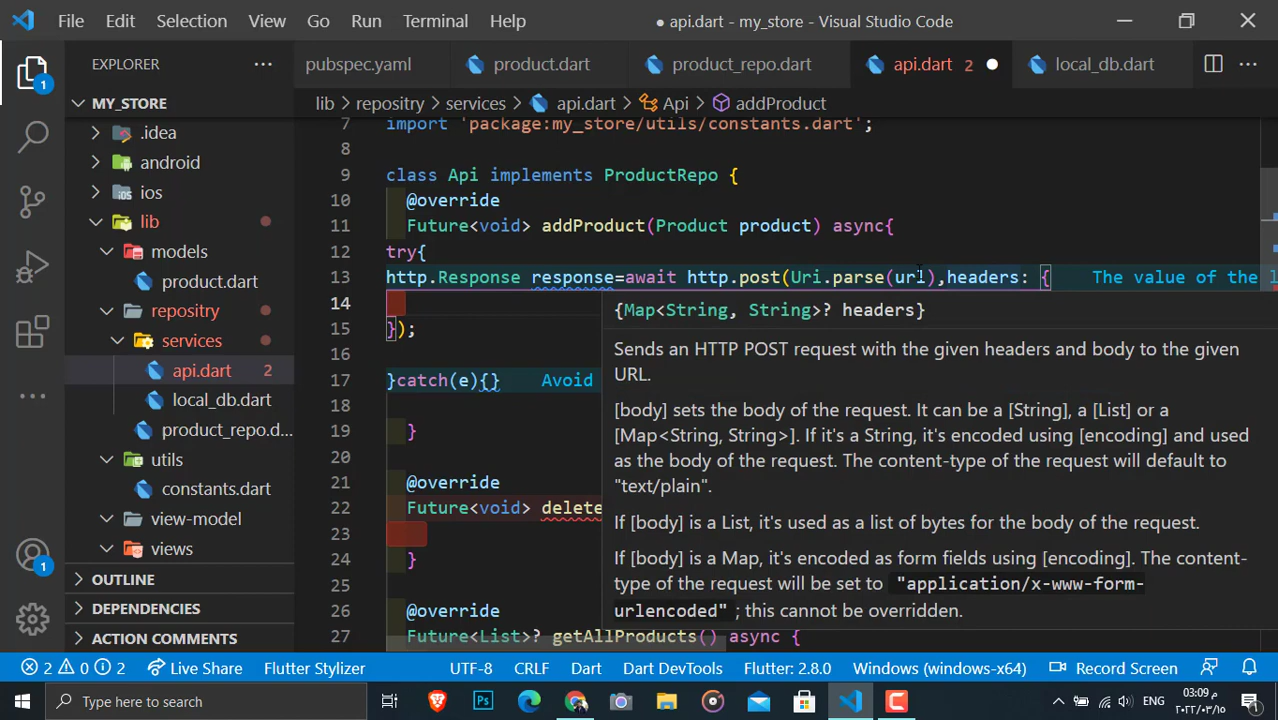 File Edit Selection View Go Run Terminal Help ● api.dart - my_store - Visual Studio Code
EXPLORER
pubspec.yaml product.dart product_repo.dart api.dart 2 local_db.dart
MY_STORE
lib repositry services api.dart Api addProduct
.idea
android
ios
lib
models
product.dart
repositry
services
api.dart 2
local_db.dart
product_repo.d...
utils
constants.dart
view-model
views
OUTLINE
DEPENDENCIES
ACTION COMMENTS
1
1
7 import 'package:my_store/utils/constants.dart';
8
9 class Api implements ProductRepo {
10 @override
11 Future<void> addProduct(Product product) async{
12 try{
13 http.Response response=await http.post(Uri.parse(url),headers: { The value of the l
14
15 });
16
17 }catch(e){} Avoid
18
19 }
20
21 @override
22 Future<void> delete
23
24 }
25
26 @override
27 Future<List>? getAllProducts() async {
{Map<String, String>? headers}
Sends an HTTP POST request with the given headers and body to the given
URL.
[body] sets the body of the request. It can be a [String], a [List] or a
[Map<String, String>]. If it's a String, it's encoded using [encoding] and used
as the body of the request. The content-type of the request will default to
"text/plain".
If [body] is a List, it's used as a list of bytes for the body of the request.
If [body] is a Map, it's encoded as form fields using [encoding]. The content-
type of the request will be set to "application/x-www-form-
urlencoded" ; this cannot be overridden.
2 0 2 Live Share Flutter Stylizer UTF-8 CRLF Dart Dart DevTools Flutter: 2.8.0 Windows (windows-x64) Record Screen
Type here to search
ENG
03:09 م
٢٠٢٢/٠٣/١٥
1